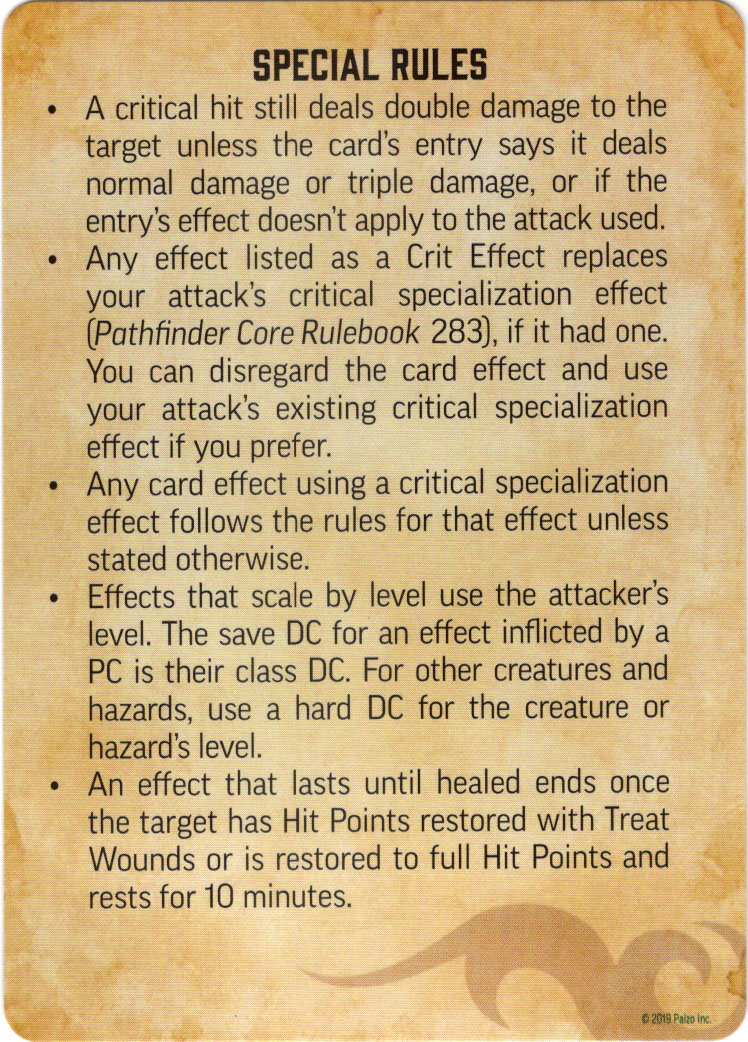 SPECIAL RULES
• A critical hit still deals double damage to the
target unless the card's entry says it deals
normal damage or triple damage, or if the
entry's effect doesn't apply to the attack used.
• Any effect listed as a Crit Effect replaces
your attack's critical specialization effect
(Pathfinder Core Rulebook 283), if it had one.
You can disregard the card effect and use
your attack's existing critical specialization
effect if you prefer.
• Any card effect using a critical specialization
effect follows the rules for that effect unless
stated otherwise.
• Effects that scale by level use the attacker's
level. The save DC for an effect inflicted by a
PC is their class DC. For other creatures and
hazards, use a hard DC for the creature or
hazard's level.
• An effect that lasts until healed ends once
the target has Hit Points restored with Treat
Wounds or is restored to full Hit Points and
rests for 10 minutes.
© 2019 Paizo Inc.